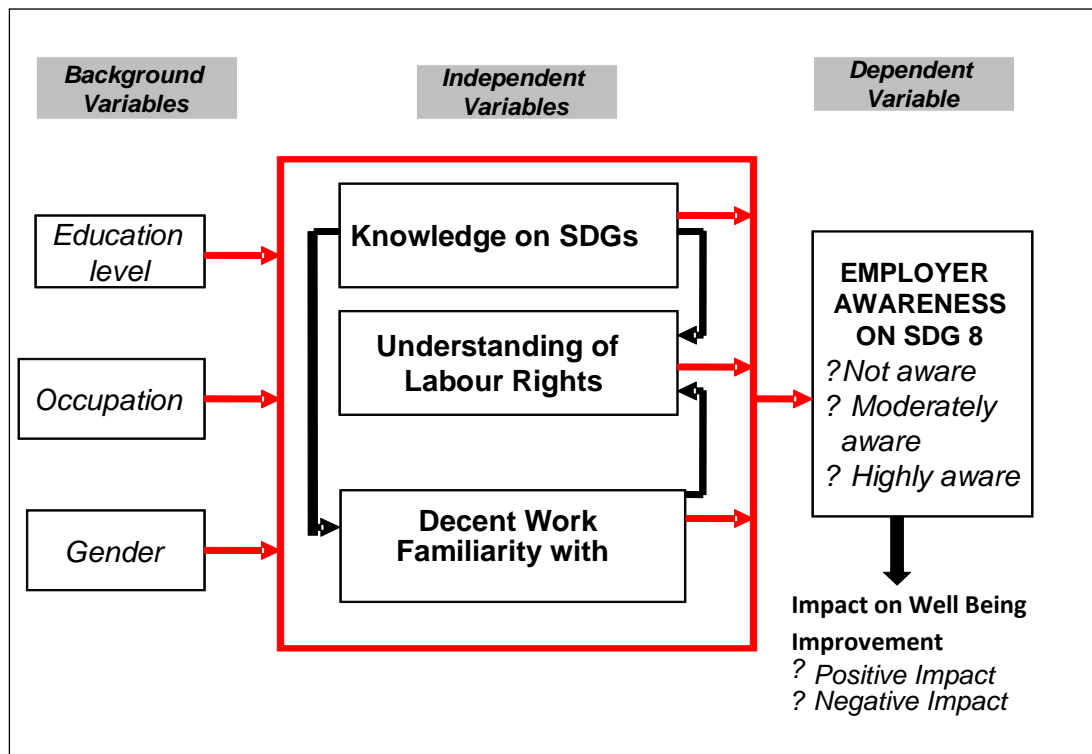 Background
Variables
Independent
Variables
Dependent
Variable
Education
level
Occupation
Gender
Knowledge on SDGs
Understanding of
Labour Rights
Decent Work
Familiarity with
EMPLOYER
AWARENESS
ON SDG 8
?Not aware
? Moderately
aware
? Highly aware
Impact on Well Being
Improvement
? Positive Impact
? Negative Impact